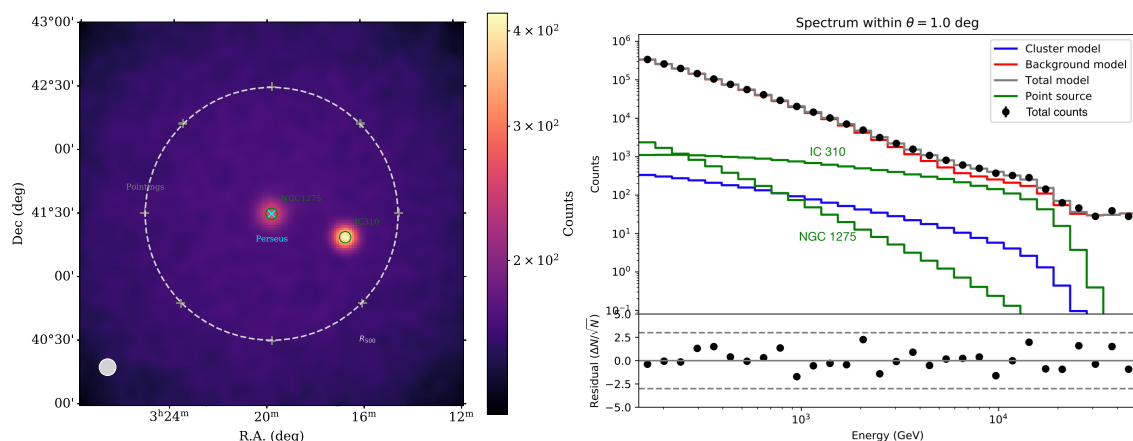 43°00'
42°30'
00'
41°30'
00'
40°30'
00'
Dec (deg)
3ʰ24ᵐ
20ᵐ
16ᵐ
12ᵐ
R.A. (deg)
Pointings
NGC1275
IC310
Perseus
R₅₀₀
4 × 10²
3 × 10²
2 × 10²
Counts
Spectrum within θ = 1.0 deg
Cluster model
Background model
Total model
Point source
Total counts
10⁶
10⁵
10⁴
10³
10²
10¹
10⁰
10⁻¹
Counts
IC 310
NGC 1275
5.0
2.5
0.0
−2.5
−5.0
Residual (ΔN/√N)
10³
10⁴
Energy (GeV)